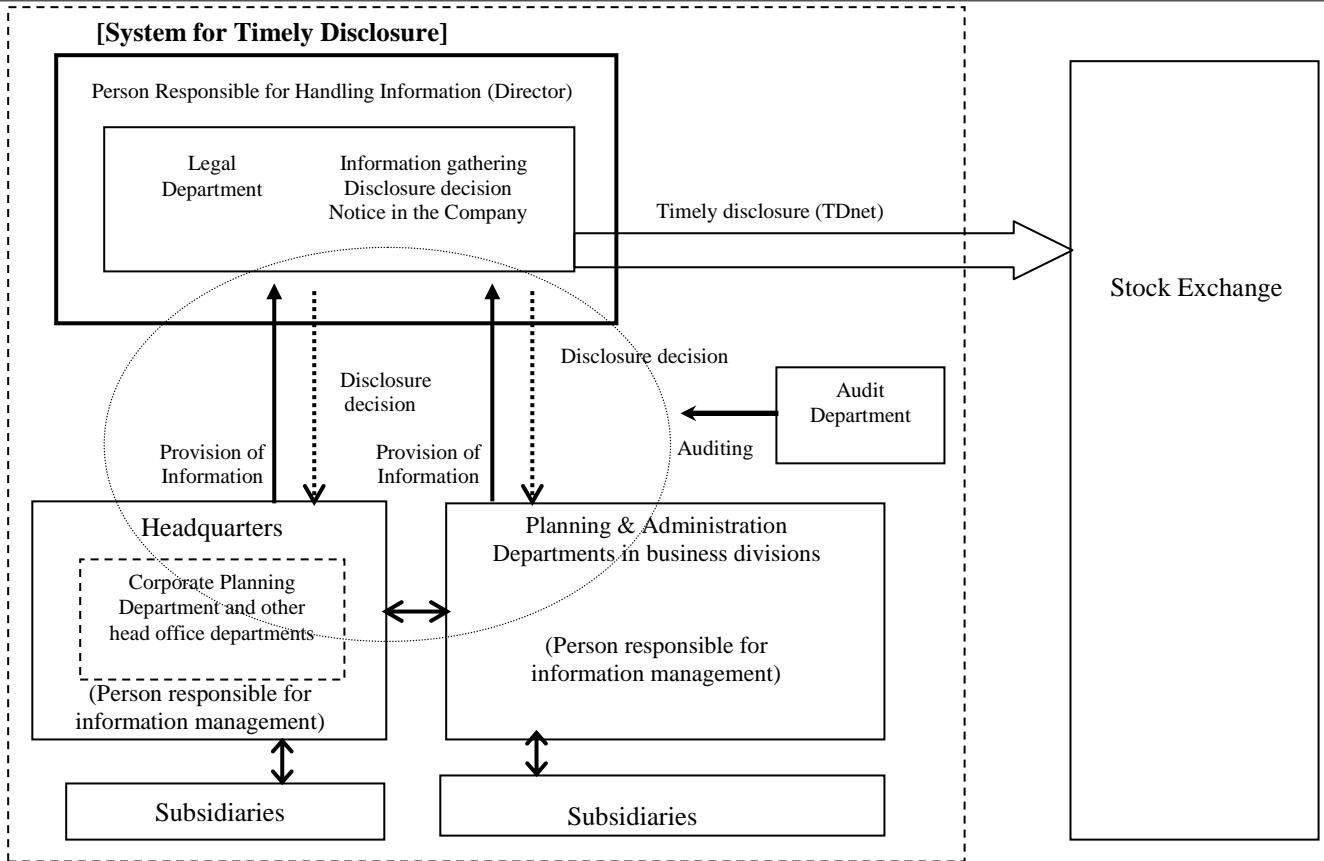 [System for Timely Disclosure]
Person Responsible for Handling Information (Director)
Legal
Department
Information gathering
Disclosure decision
Notice in the Company
Timely disclosure (TDnet)
Stock Exchange
Disclosure decision
Disclosure
decision
Audit
Department
Auditing
Provision of
Information
Provision of
Information
Headquarters
Corporate Planning
Department and other
head office departments
(Person responsible for
information management)
Planning & Administration
Departments in business divisions
(Person responsible for
information management)
Subsidiaries
Subsidiaries